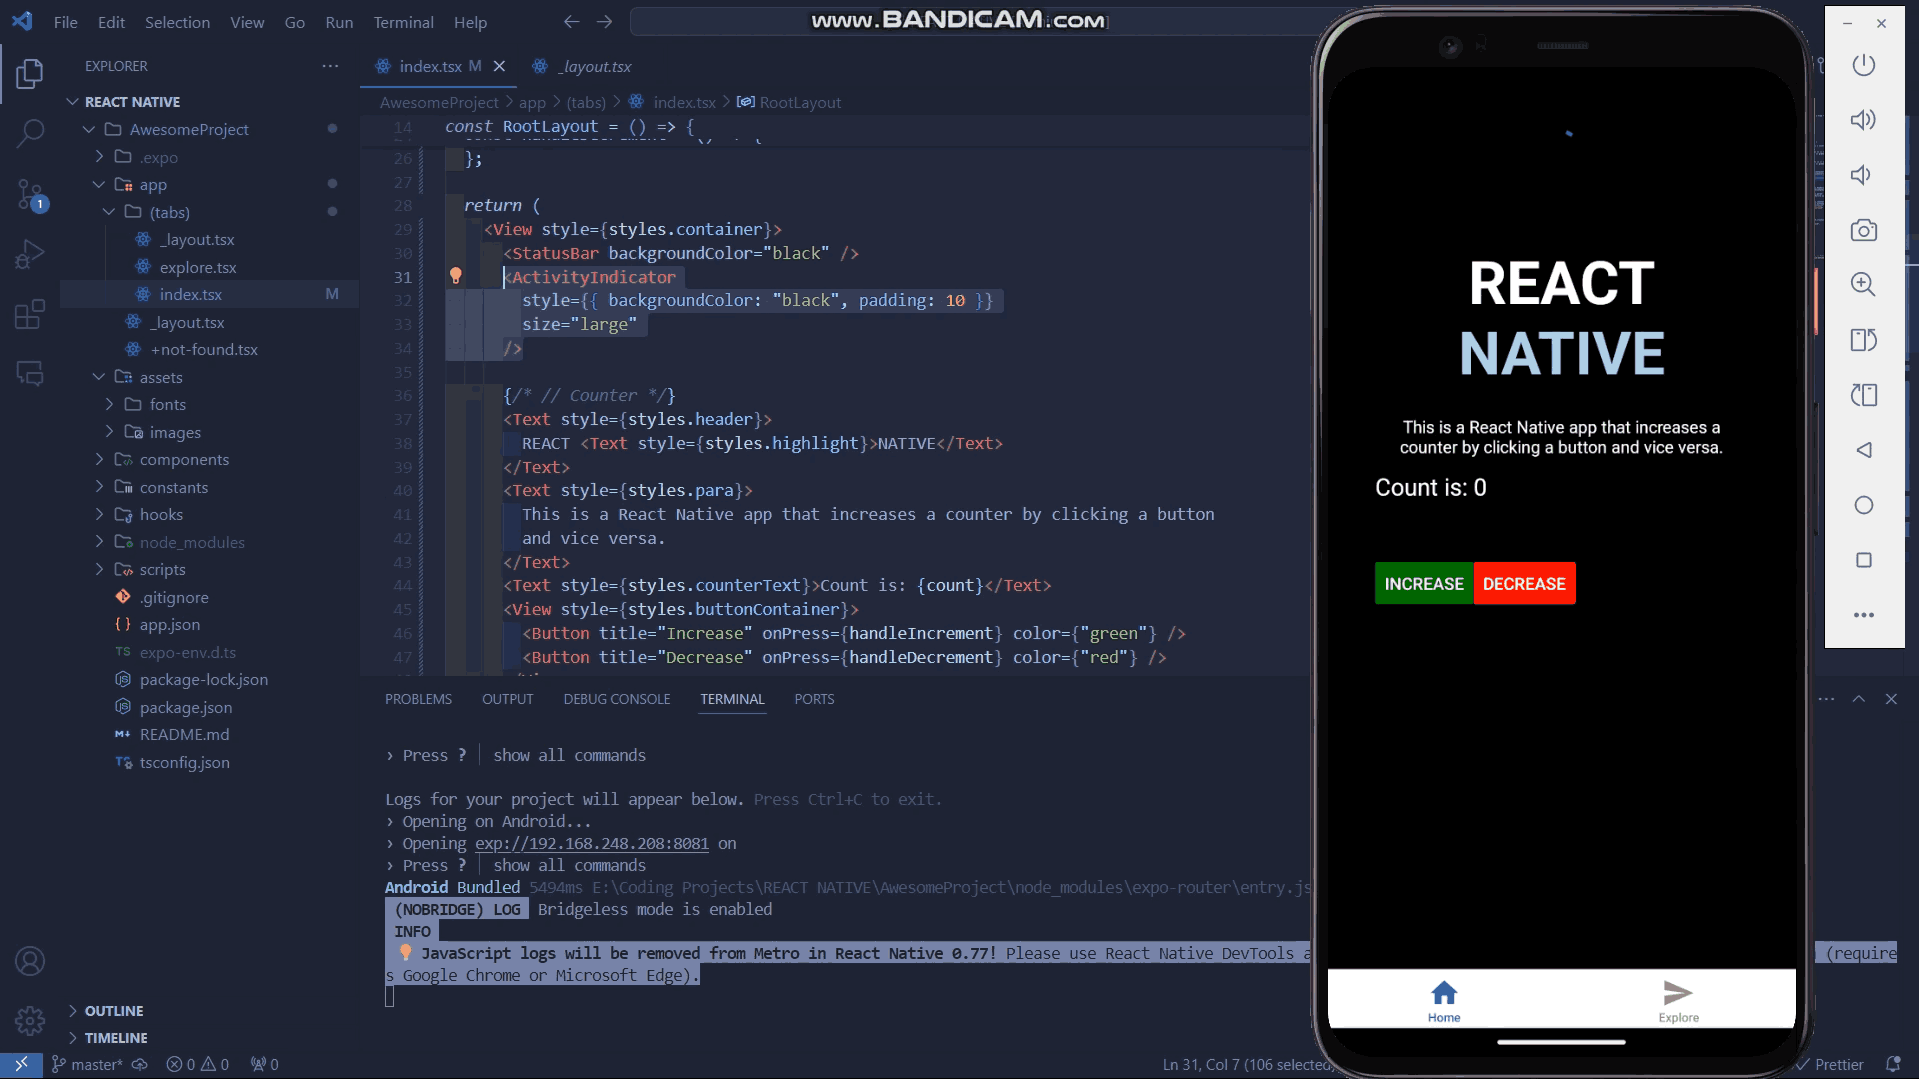 File Edit Selection View Go Run Terminal Help
www.BANDICAM.com
EXPLORER
REACT NATIVE
AwesomeProject
.expo
app
(tabs)
_layout.tsx
explore.tsx
index.tsx M
_layout.tsx
+not-found.tsx
assets
fonts
images
components
constants
hooks
node_modules
scripts
.gitignore
app.json
TS expo-env.d.ts
package-lock.json
package.json
README.md
tsconfig.json
OUTLINE
TIMELINE
1
index.tsx M
_layout.tsx
AwesomeProject > app > (tabs) > index.tsx > RootLayout
14 const RootLayout = () => {
26 };
27
28 return (
29 <View style={styles.container}>
30 <StatusBar backgroundColor="black" />
31 <ActivityIndicator
32 style={{ backgroundColor: "black", padding: 10 }}
33 size="large"
34 />
35
36 {/* // Counter */}
37 <Text style={styles.header}>
38 REACT <Text style={styles.highlight}>NATIVE</Text>
39 </Text>
40 <Text style={styles.para}>
41 This is a React Native app that increases a counter by clicking a button
42 and vice versa.
43 </Text>
44 <Text style={styles.counterText}>Count is: {count}</Text>
45 <View style={styles.buttonContainer}>
46 <Button title="Increase" onPress={handleIncrement} color={"green"} />
47 <Button title="Decrease" onPress={handleDecrement} color={"red"} />
PROBLEMS OUTPUT DEBUG CONSOLE TERMINAL PORTS
› Press ? │ show all commands
Logs for your project will appear below. Press Ctrl+C to exit.
› Opening on Android...
› Opening exp://192.168.248.208:8081 on
› Press ? │ show all commands
Android Bundled 5494ms E:\Coding Projects\REACT NATIVE\AwesomeProject\node_modules\expo-router\entry.js
(NOBRIDGE) LOG Bridgeless mode is enabled
INFO
JavaScript logs will be removed from Metro in React Native 0.77! Please use React Native DevTools a (require
s Google Chrome or Microsoft Edge).
master* 0 0 0
Ln 31, Col 7 (106 selected
Prettier
REACT
NATIVE
This is a React Native app that increases a
counter by clicking a button and vice versa.
Count is: 0
INCREASE DECREASE
Home Explore